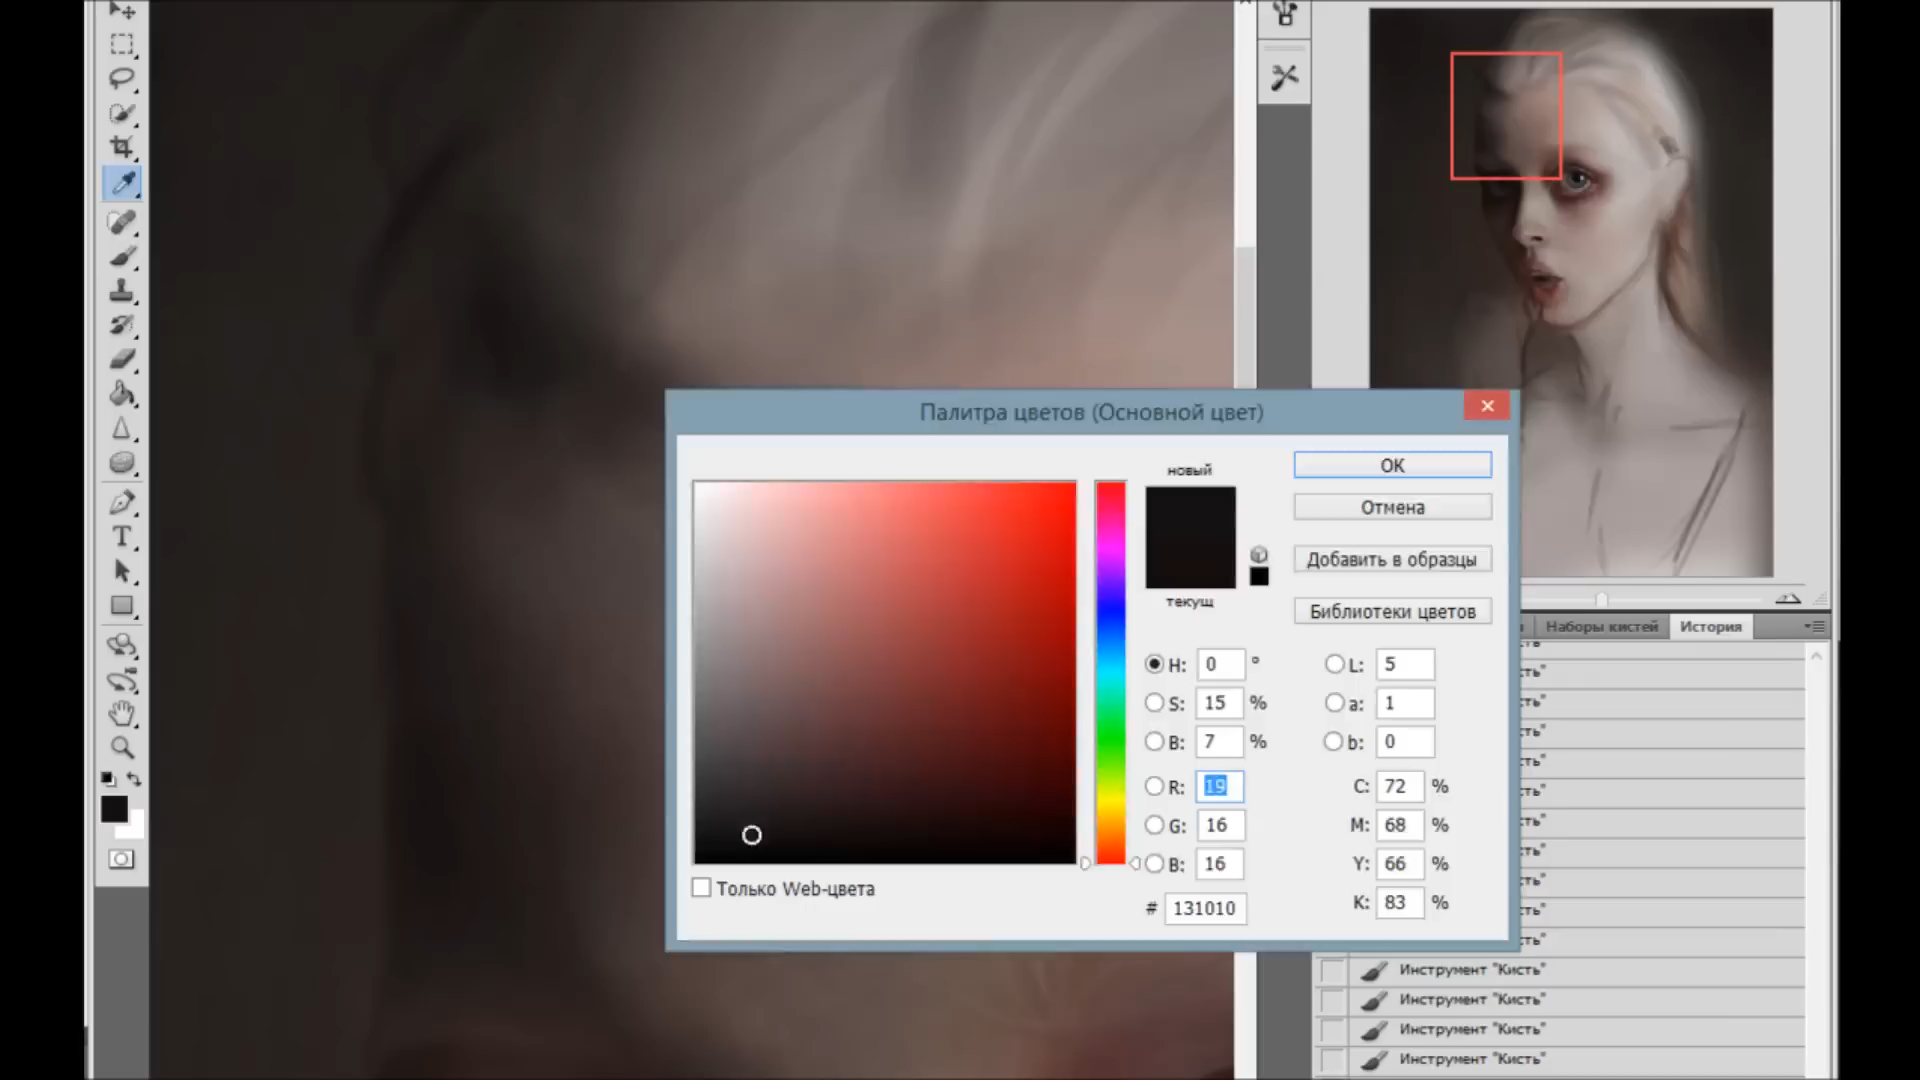 Палитра цветов (Основной цвет)
новый
текущ
OK
Отмена
Добавить в образцы
Библиотеки цветов
H: 0 °
S: 15 %
B: 7 %
R: 19
G: 16
B: 16
# 131010
L: 5
a: 1
b: 0
C: 72 %
M: 68 %
Y: 66 %
K: 83 %
Только Web-цвета
Наборы кистей
История
Инструмент "Кисть"
Инструмент "Кисть"
Инструмент "Кисть"
Инструмент "Кисть"